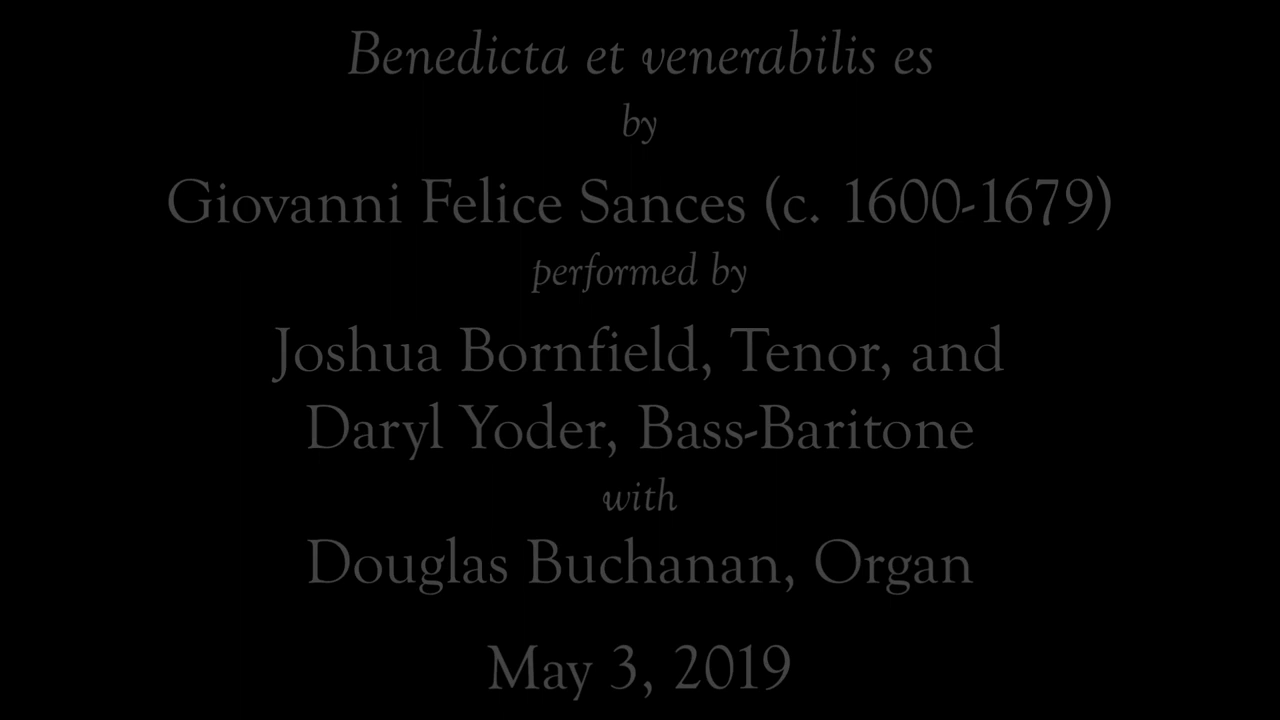 Benedicta et venerabilis es
by
Giovanni Felice Sances (c. 1600-1679)
performed by
Joshua Bornfield, Tenor, and
Daryl Yoder, Bass-Baritone
with
Douglas Buchanan, Organ
May 3, 2019